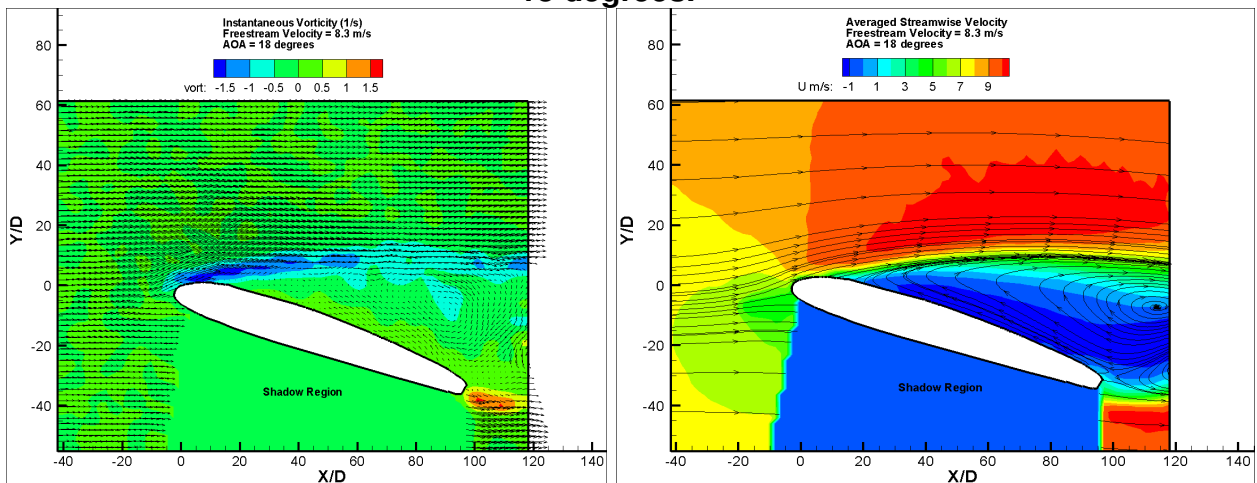 18 degrees.
Instantaneous Vorticity (1/s)
Freestream Velocity = 8.3 m/s
AOA = 18 degrees
vort: -1.5 -1 -0.5 0 0.5 1 1.5
80
60
40
20
0
-20
-40
Y/D
Shadow Region
-40 -20 0 20 40 60 80 100 120 140
X/D
Averaged Streamwise Velocity
Freestream Velocity = 8.3 m/s
AOA = 18 degrees
U m/s: -1 1 3 5 7 9
80
60
40
20
0
-20
-40
Y/D
Shadow Region
-40 -20 0 20 40 60 80 100 120 140
X/D